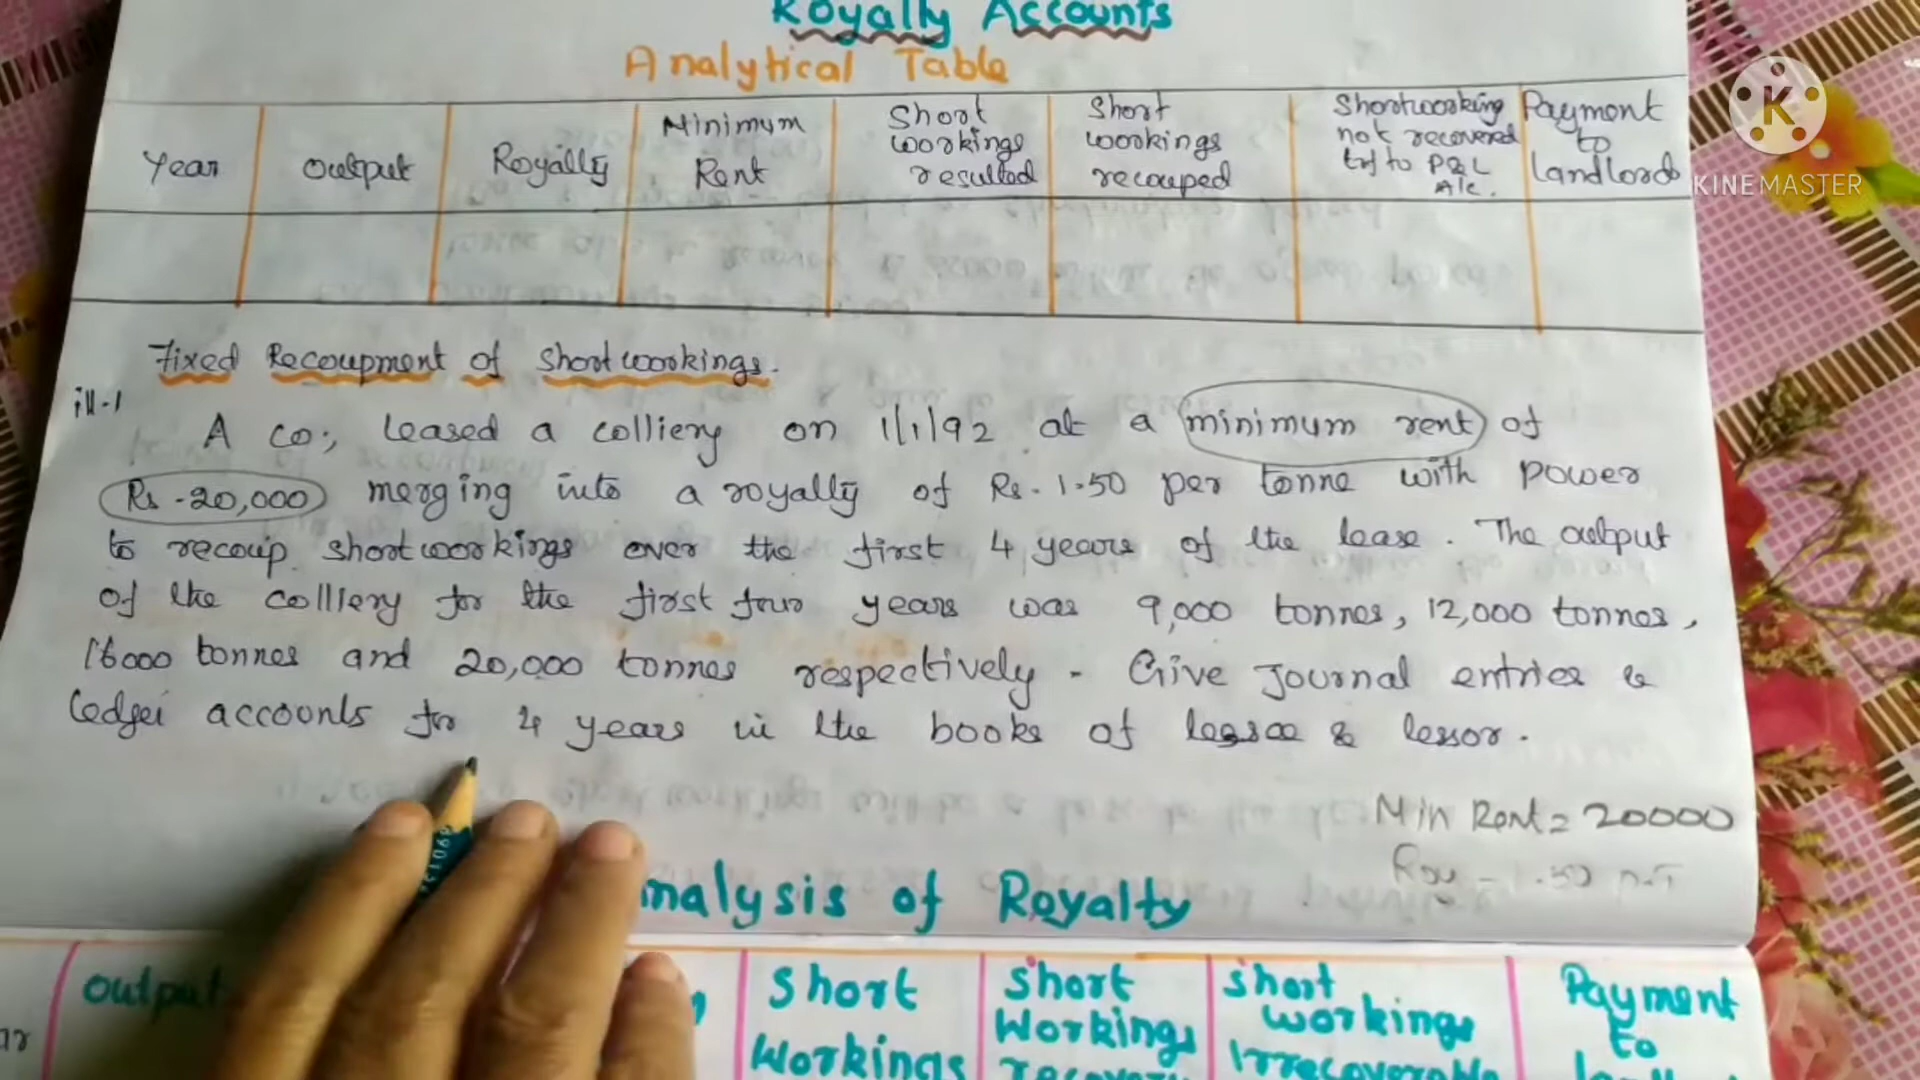 Royalty Accounts
Analytical Table
Year
Output
Royalty
Minimum
Rent
Short
workings
resulted
Short
workings
recouped
Shortworking
not recovered
trf to P&L
A/c.
Payment
to
landlord
KINEMASTER
Fixed Recoupment of Shortworkings.
ill-1
A co:, leased a colliery on 1/1/92 at a minimum rent of
Rs.-20,000 merging into a royalty of Rs. 1.50 per tonne with power
to recoup shortworkings over the first 4 years of the lease. The output
of the colliery for the first four years was 9,000 tonnes, 12,000 tonnes,
16000 tonnes and 20,000 tonnes respectively - Give Journal entries &
ledger accounts for 4 years in the books of lessee & lessor.
Min Rent = 20000
1.50
Analysis of Royalty
output
Short
Workings
Short
Workings
recovery
Short
workings
Irrecoverable
Payment
to